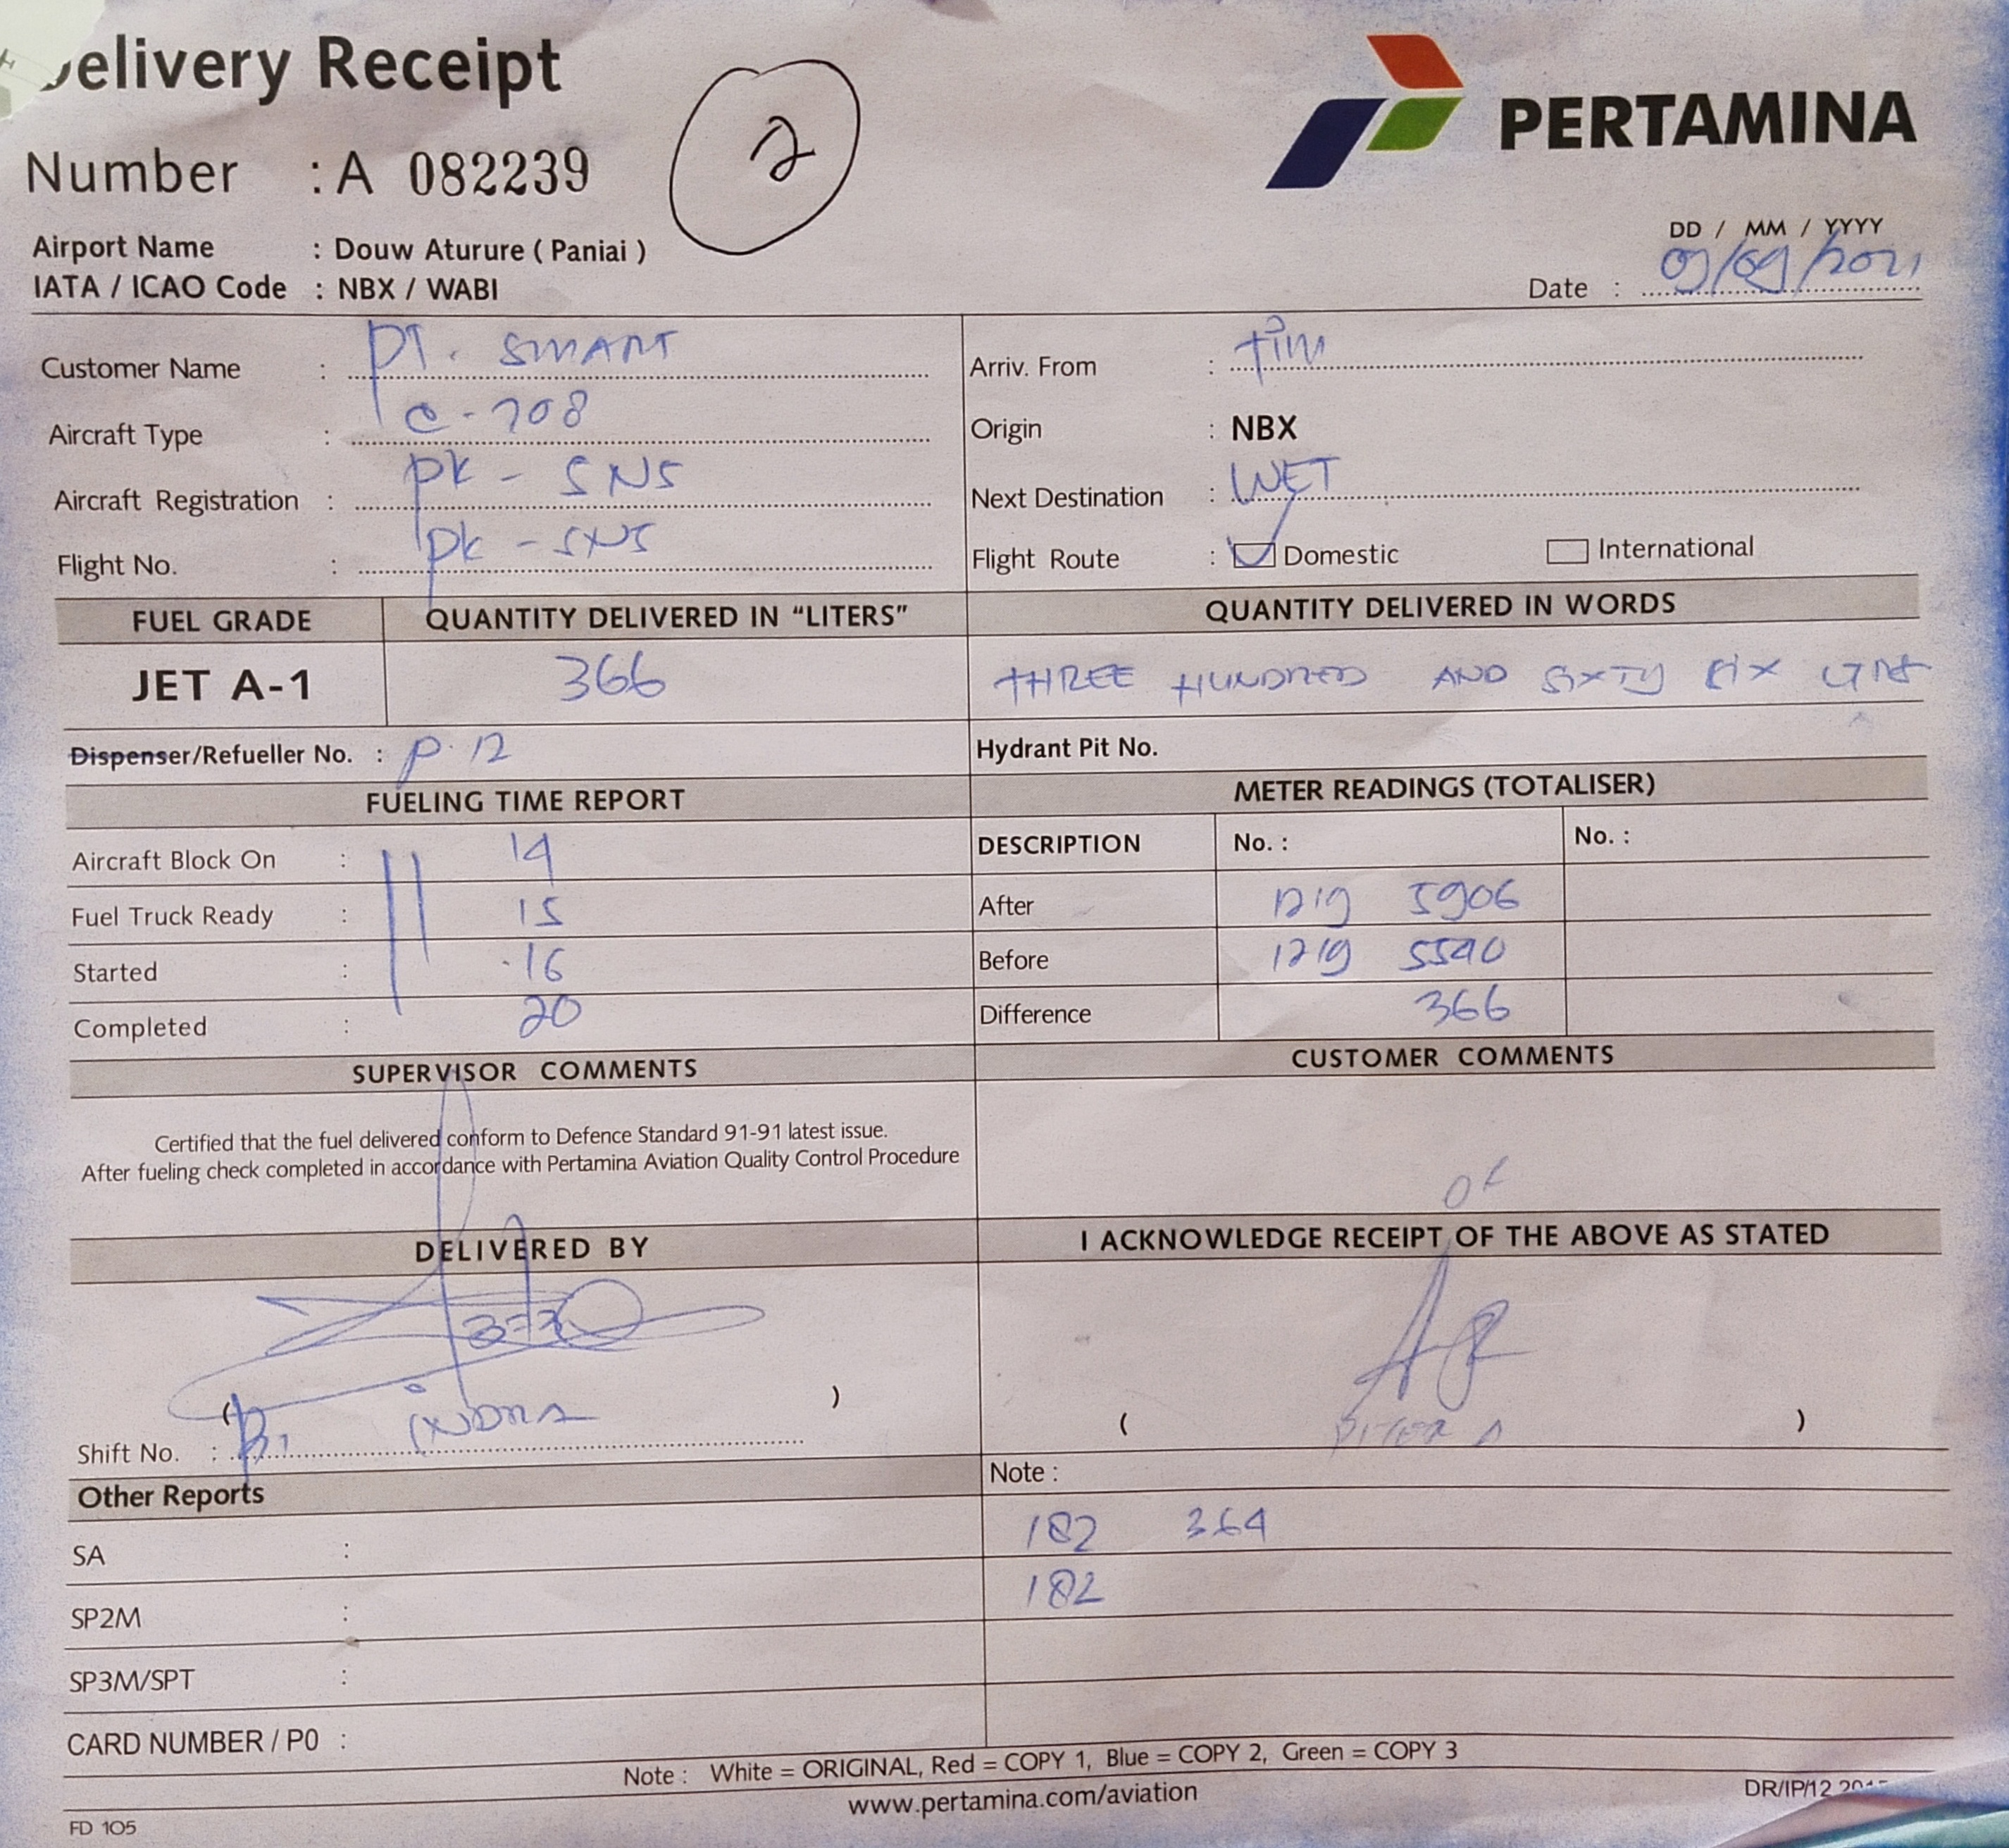 elivery Receipt
2
PERTAMINA
Number : A 082239
Airport Name : Douw Aturure ( Paniai )
IATA / ICAO Code : NBX / WABI
DD / MM / YYYY
Date : 09/09/2021
Customer Name : PT. SMART
Arriv. From : tim
Aircraft Type : C-208
Origin : NBX
Aircraft Registration : PK - SNS
Next Destination : WET
Flight No. : PK - SNS
Flight Route : Domestic International
FUEL GRADE QUANTITY DELIVERED IN “LITERS” QUANTITY DELIVERED IN WORDS
JET A-1 366 THREE HUNDRED AND SIXTY SIX
Dispenser/Refueller No. : P. 12 Hydrant Pit No.
FUELING TIME REPORT METER READINGS (TOTALISER)
DESCRIPTION No. : No. :
Aircraft Block On : 14
Fuel Truck Ready : 15
After 1219 5906
Started : 16
Before 1219 5540
Completed : 20
Difference 366
SUPERVISOR COMMENTS CUSTOMER COMMENTS
Certified that the fuel delivered conform to Defence Standard 91-91 latest issue.
After fueling check completed in accordance with Pertamina Aviation Quality Control Procedure
ok
DELIVERED BY I ACKNOWLEDGE RECEIPT OF THE ABOVE AS STATED
( )
( )
Shift No. : INDRA
Other Reports Note :
SA : 182 364
SP2M : 182
SP3M/SPT :
CARD NUMBER / P0 :
Note : White = ORIGINAL, Red = COPY 1, Blue = COPY 2, Green = COPY 3
www.pertamina.com/aviation
FD 105